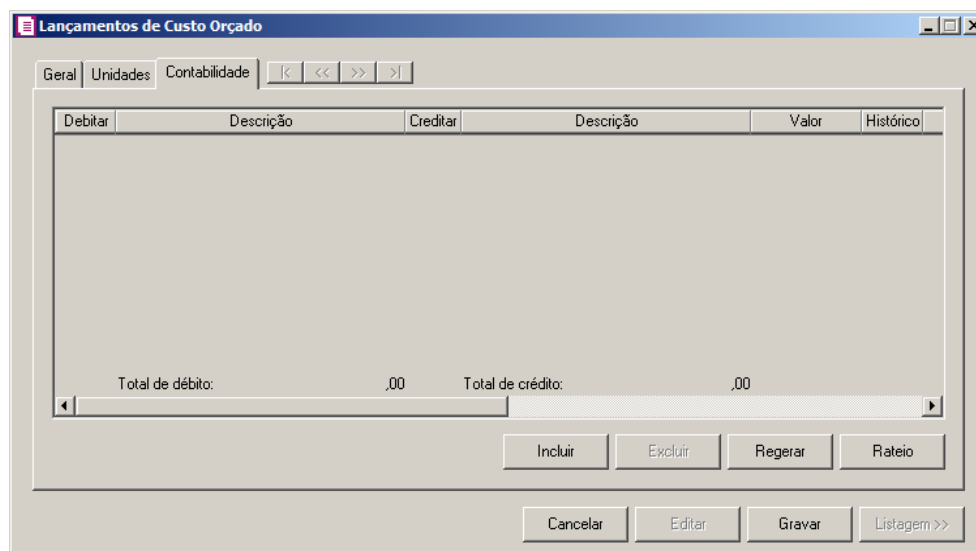 Lançamentos de Custo Orçado
Geral Unidades Contabilidade |< << >> >|
Debitar Descrição Creditar Descrição Valor Histórico
Total de débito: ,00 Total de crédito: ,00
Incluir Excluir Regerar Rateio
Cancelar Editar Gravar Listagem >>